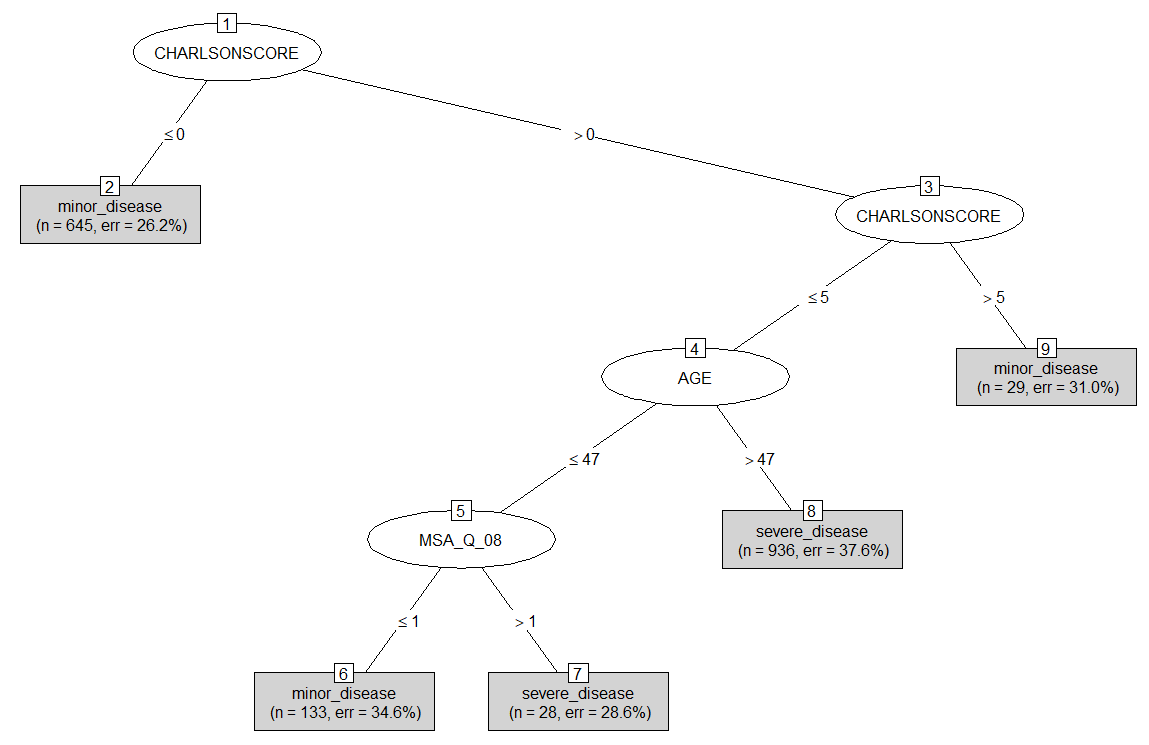 1
CHARLSONSCORE
≤ 0
> 0
2
minor_disease
(n = 645, err = 26.2%)
3
CHARLSONSCORE
≤ 5
> 5
4
AGE
9
minor_disease
(n = 29, err = 31.0%)
≤ 47
> 47
5
MSA_Q_08
8
severe_disease
(n = 936, err = 37.6%)
≤ 1
> 1
6
minor_disease
(n = 133, err = 34.6%)
7
severe_disease
(n = 28, err = 28.6%)